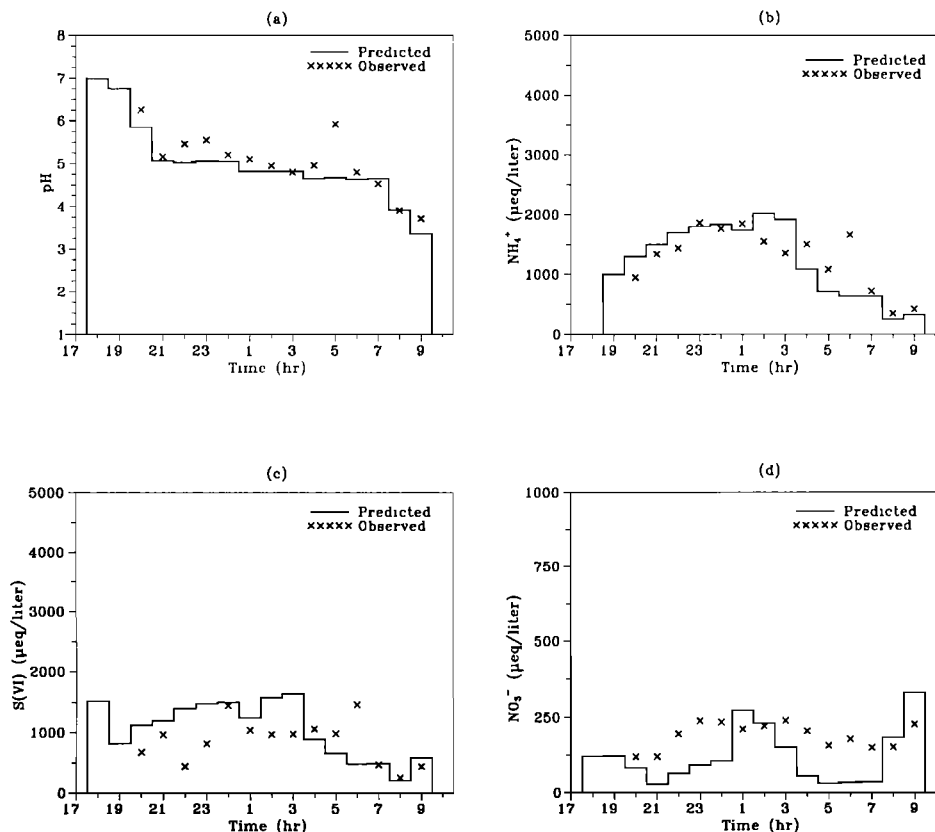 (a)
8
7
6
5
4
3
2
1
pH
Predicted
××××× Observed
17 19 21 23 1 3 5 7 9
Time (hr)
(b)
5000
4000
3000
2000
1000
0
NH₄⁺ (μeq/liter)
Predicted
×××× Observed
17 19 21 23 1 3 5 7 9
Time (hr)
(c)
5000
4000
3000
2000
1000
0
S(VI) (μeq/liter)
Predicted
××××× Observed
17 19 21 23 1 3 5 7 9
Time (hr)
(d)
1000
750
500
250
0
NO₃⁻ (μeq/liter)
Predicted
×××× Observed
17 19 21 23 1 3 5 7 9
Time (hr)